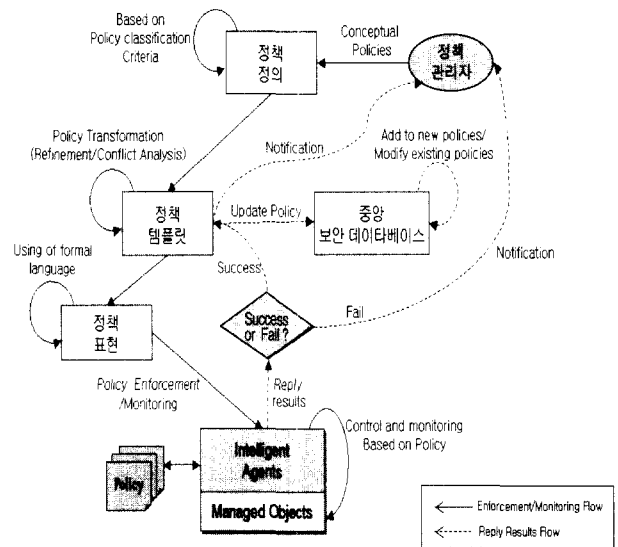 Based on
Policy classification
Criteria
정책
정의
Conceptual
Policies
정책
관리자
Policy Transformation
(Refinement/Conflict Analysis)
Notification
Add to new policies/
Modify existing policies
정책
템플릿
Update Policy
중앙
보안 데이타베이스
Using of formal
language
Success
Notification
정책
표현
Success
or Fail?
Fail
Policy Enforcement
/Monitoring
Reply
results
Control and monitoring
Based on Policy
Intelligent
Agents
Policy
Managed Objects
Enforcement/Monitoring Flow
Reply Results Flow